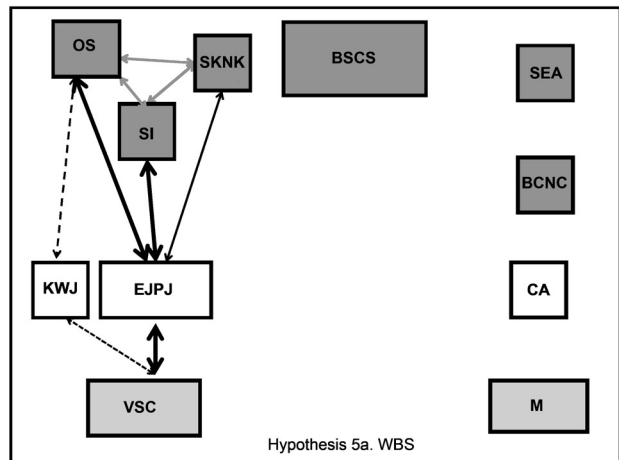 OS
SKNK
BSCS
SEA
SI
BCNC
KWJ
EJPJ
CA
VSC
M
Hypothesis 5a. WBS